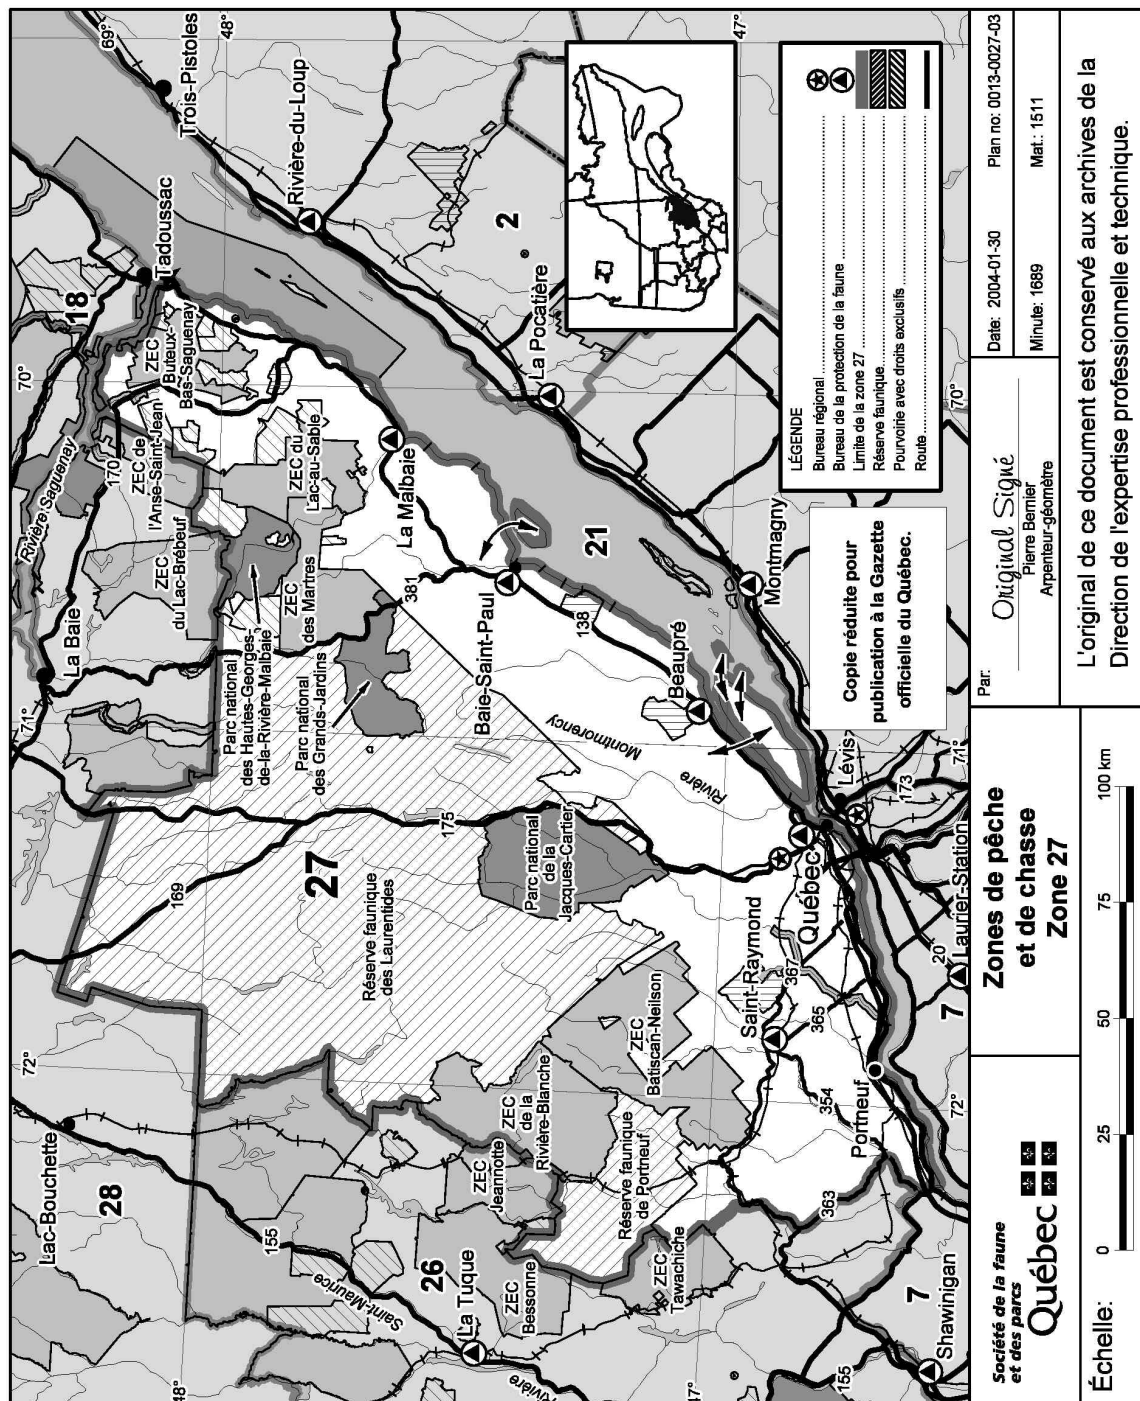 69°
48°
Trois-Pistoles
Rivière-du-Loup
47°
Tadoussac
18
ZEC
Buteux-
Bas-Saguenay
2
70°
La Pocatière
ZEC de
l'Anse-Saint-Jean
170
ZEC du
Lac-au-Sable
La Malbaie
Rivière Saguenay
ZEC
du Lac-Brébeuf
ZEC
des Martres
381
21
Montmagny
La Baie
Parc national
des Hautes-Gorges-
de-la-Rivière-Malbaie
Parc national
des Grands-Jardins
Baie-Saint-Paul
138
Beaupré
71°
Rivière
Montmorency
175
27
169
Parc national
de la
Jacques-Cartier
Réserve faunique
des Laurentides
Québec
Lévis
173
71°
Saint-Raymond
367
365
20
Laurier-Station
7
ZEC
Batiscan-Neilson
72°
Lac-Bouchette
28
ZEC
de la
Rivière-Blanche
354
Portneuf
72°
ZEC
Jeannotte
Réserve faunique
de Portneuf
363
155
26
Saint-Maurice
La Tuque
ZEC
Bessonne
ZEC
Tawachiche
7
Shawinigan
48°
Rivière
47°
155
LÉGENDE
Bureau régional
Bureau de la protection de la faune
Limite de la zone 27
Réserve faunique
Pourvoirie avec droits exclusifs
Route
70°
Copie réduite pour
publication à la Gazette
officielle du Québec.
Société de la faune
et des parcs
Québec
Zones de pêche
et de chasse
Zone 27
Par:
Original Signé
Pierre Bernier
Arpenteur-géomètre
Date: 2004-01-30
Plan no: 0013-0027-03
Minute: 1689
Mat.: 1511
Échelle:
0 25 50 75 100 km
L'original de ce document est conservé aux archives de la
Direction de l'expertise professionnelle et technique.